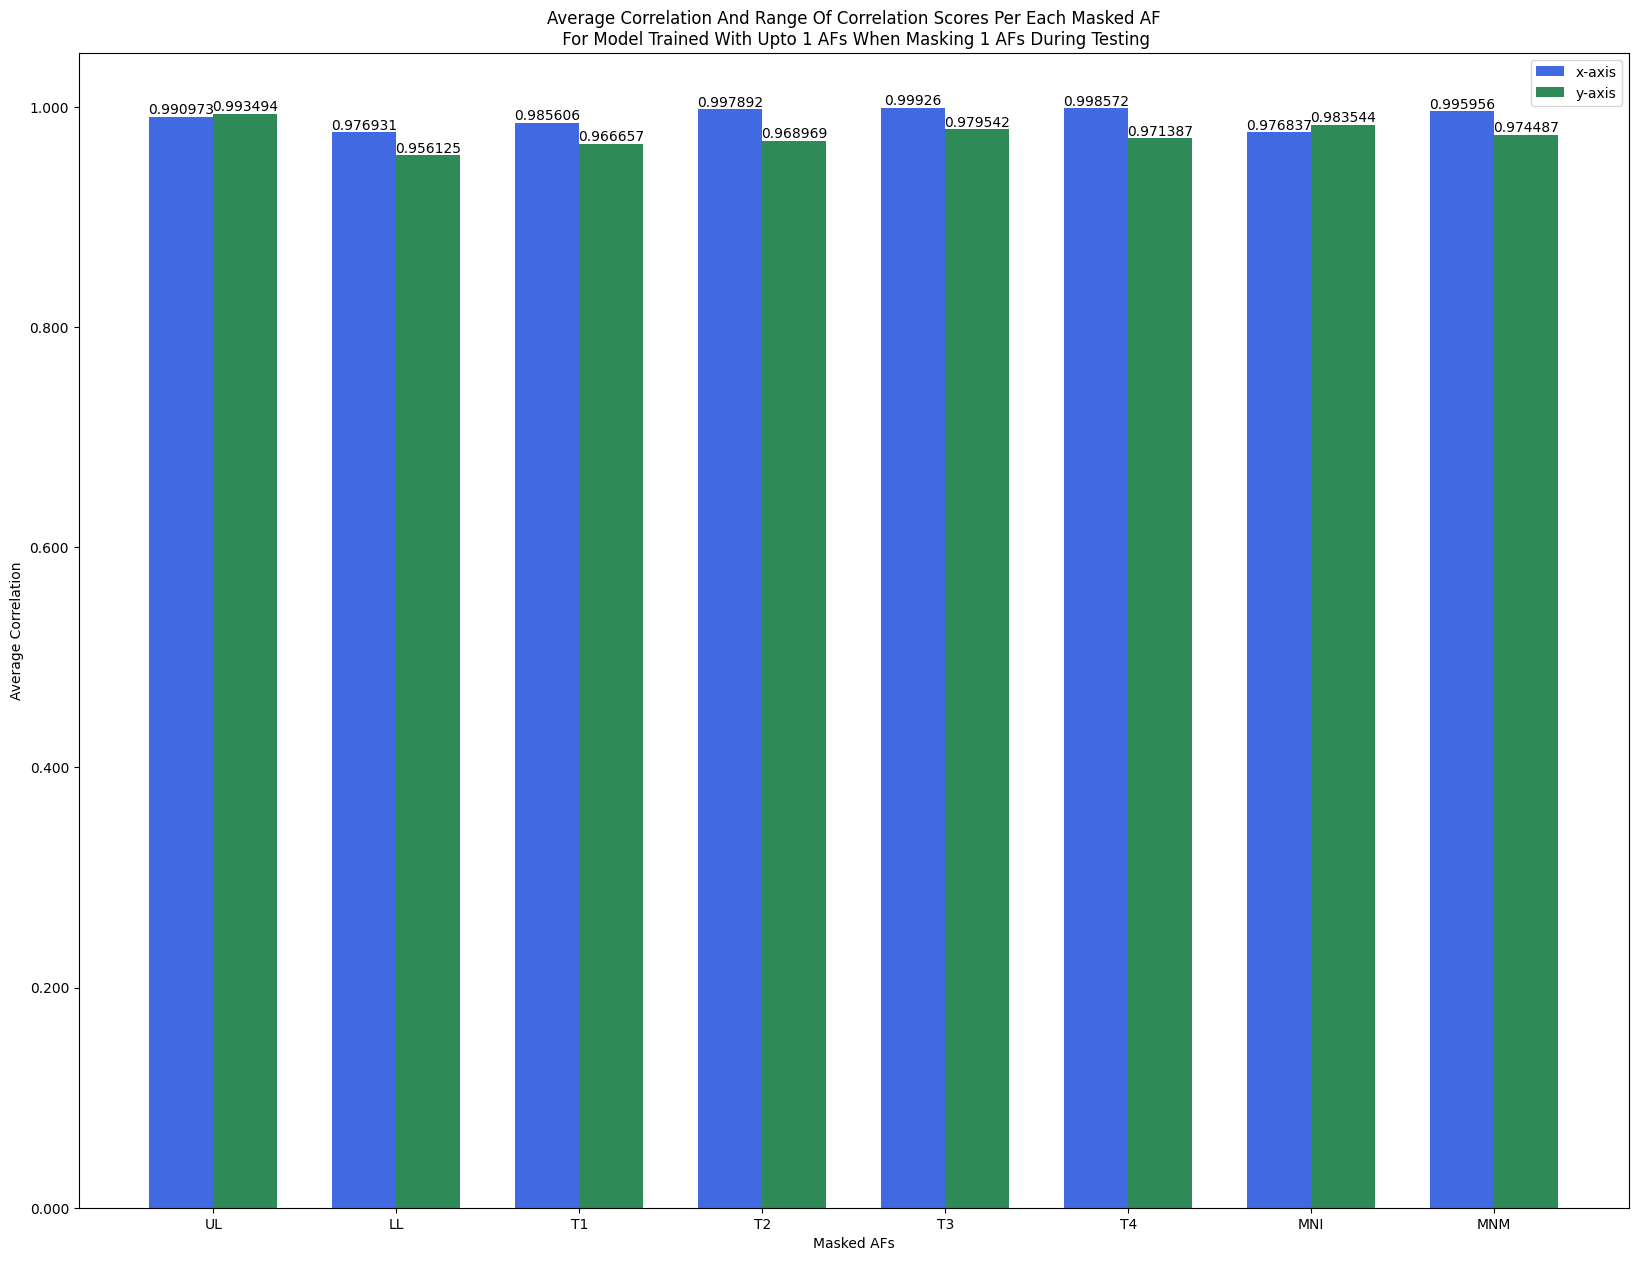 Average Correlation And Range Of Correlation Scores Per Each Masked AF
For Model Trained With Upto 1 AFs When Masking 1 AFs During Testing
x-axis
y-axis
Average Correlation
1.000
0.800
0.600
0.400
0.200
0.000
0.990973
0.993494
0.976931
0.956125
0.985606
0.966657
0.997892
0.968969
0.99926
0.979542
0.998572
0.971387
0.976837
0.983544
0.995956
0.974487
UL
LL
T1
T2
T3
T4
MNI
MNM
Masked AFs